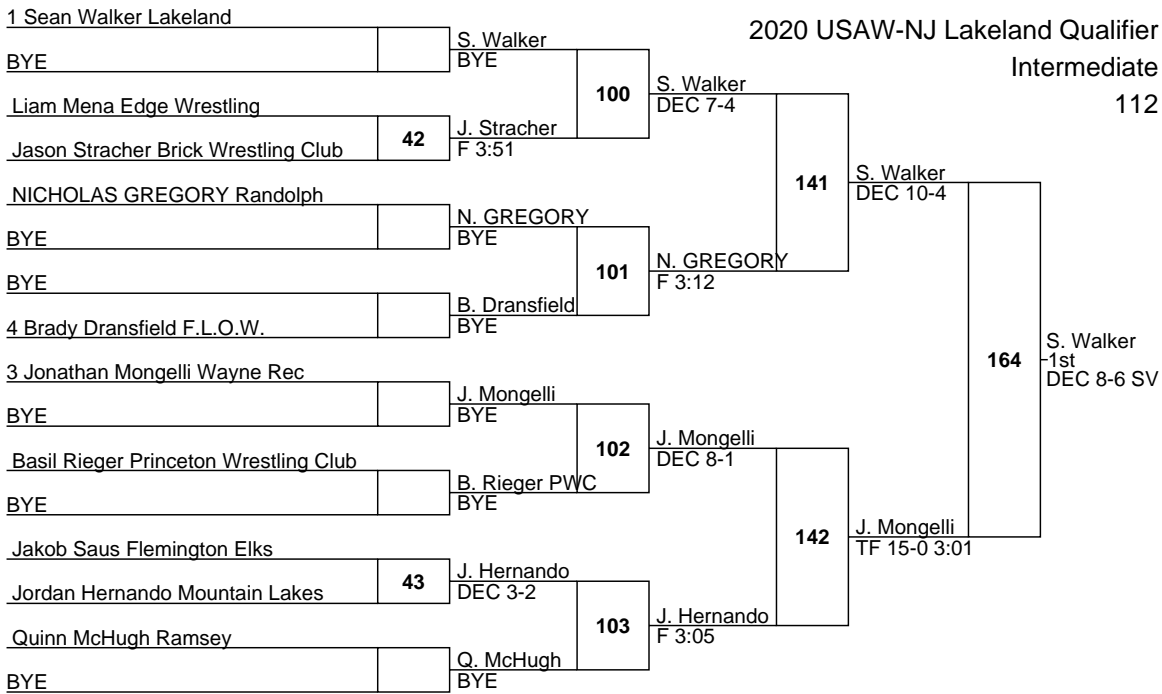 2020 USAW-NJ Lakeland Qualifier
Intermediate
112
1 Sean Walker Lakeland
BYE
Liam Mena Edge Wrestling
42
Jason Stracher Brick Wrestling Club
NICHOLAS GREGORY Randolph
BYE
BYE
4 Brady Dransfield F.L.O.W.
3 Jonathan Mongelli Wayne Rec
BYE
Basil Rieger Princeton Wrestling Club
BYE
Jakob Saus Flemington Elks
43
Jordan Hernando Mountain Lakes
Quinn McHugh Ramsey
BYE
S. Walker
BYE
100
J. Stracher
F 3:51
N. GREGORY
BYE
101
B. Dransfield
BYE
J. Mongelli
BYE
102
B. Rieger PWC
BYE
J. Hernando
DEC 3-2
103
Q. McHugh
BYE
S. Walker
DEC 7-4
141
N. GREGORY
F 3:12
J. Mongelli
DEC 8-1
142
J. Hernando
F 3:05
S. Walker
DEC 10-4
164
J. Mongelli
TF 15-0 3:01
S. Walker
1st
DEC 8-6 SV